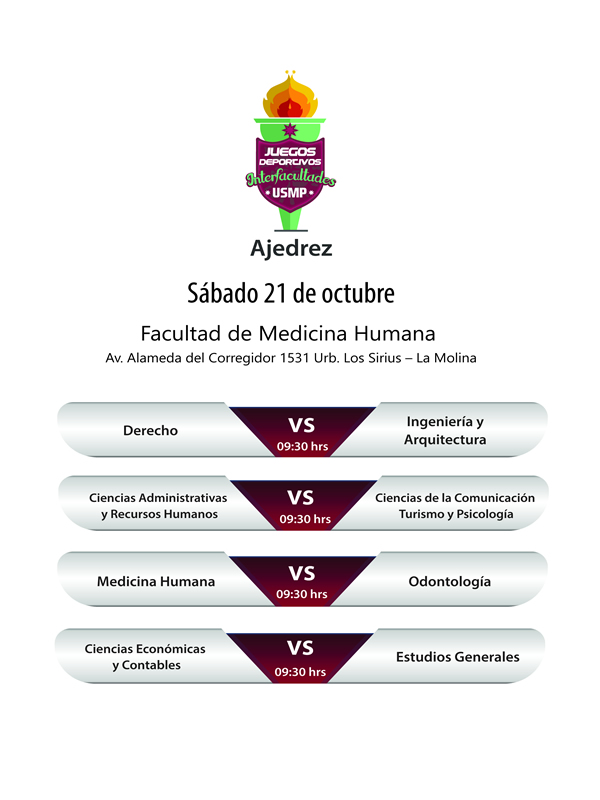 JUEGOS
DEPORTIVOS
Interfacultades
• USMP •
Ajedrez
Sábado 21 de octubre
Facultad de Medicina Humana
Av. Alameda del Corregidor 1531 Urb. Los Sirius – La Molina
Derecho
VS
09:30 hrs
Ingeniería y
Arquitectura
Ciencias Administrativas
y Recursos Humanos
VS
09:30 hrs
Ciencias de la Comunicación
Turismo y Psicología
Medicina Humana
VS
09:30 hrs
Odontología
Ciencias Económicas
y Contables
VS
09:30 hrs
Estudios Generales